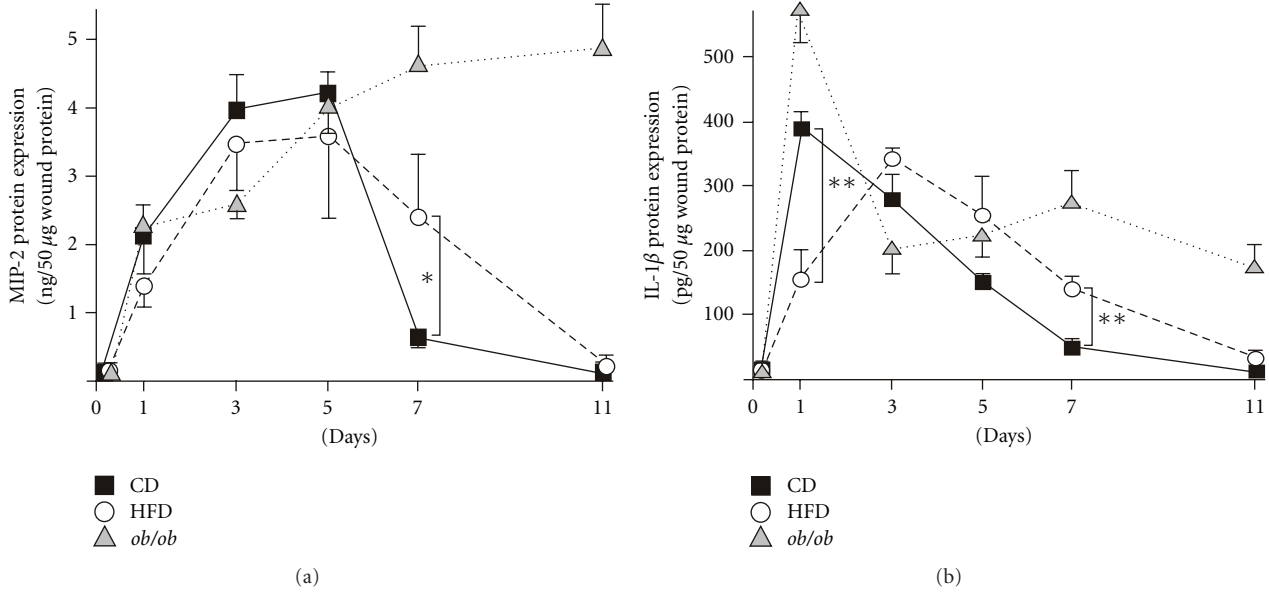 MIP-2 protein expression
(ng/50 μg wound protein)
5
4
3
2
1
*
0 1 3 5 7 11
(Days)
CD
HFD
ob/ob
(a)
IL-1β protein expression
(pg/50 μg wound protein)
500
400
300
200
100
**
**
0 1 3 5 7 11
(Days)
CD
HFD
ob/ob
(b)